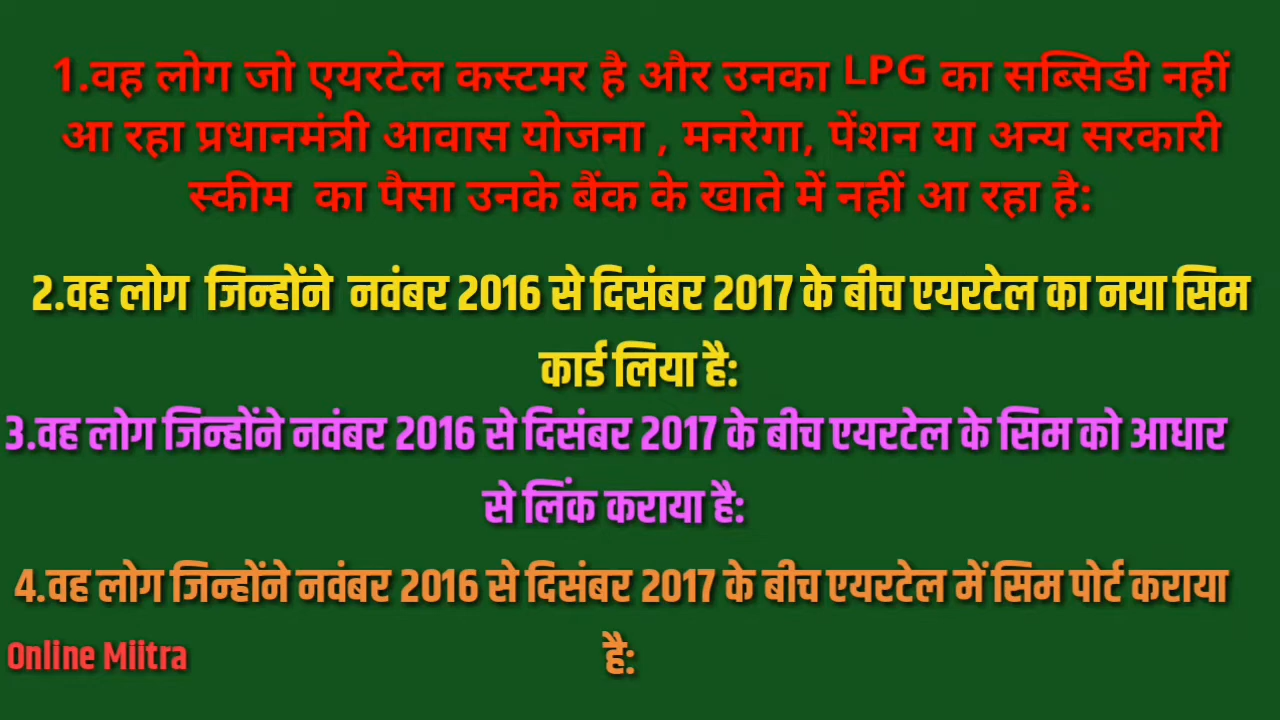 1.वह लोग जो एयरटेल कस्टमर है और उनका LPG का सब्सिडी नहीं
आ रहा प्रधानमंत्री आवास योजना , मनरेगा, पेंशन या अन्य सरकारी
स्कीम का पैसा उनके बैंक के खाते में नहीं आ रहा है:
2.वह लोग जिन्होंने नवंबर 2016 से दिसंबर 2017 के बीच एयरटेल का नया सिम
कार्ड लिया है:
3.वह लोग जिन्होंने नवंबर 2016 से दिसंबर 2017 के बीच एयरटेल के सिम को आधार
से लिंक कराया है:
4.वह लोग जिन्होंने नवंबर 2016 से दिसंबर 2017 के बीच एयरटेल में सिम पोर्ट कराया
है:
Online Miitra